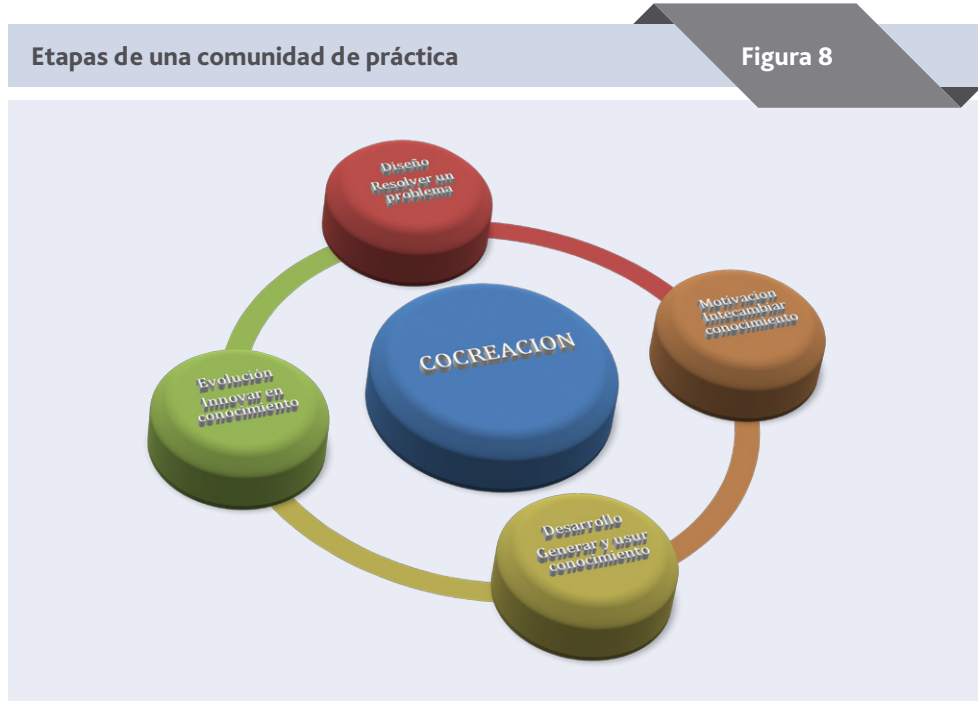 Etapas de una comunidad de práctica
Figura 8
Diseño
Resolver un
problema
Motivacion
Intecambiar
conocimiento
COCREACION
Evolución
Innovar en
conocimiento
Desarrollo
Generar y usur
conocimiento